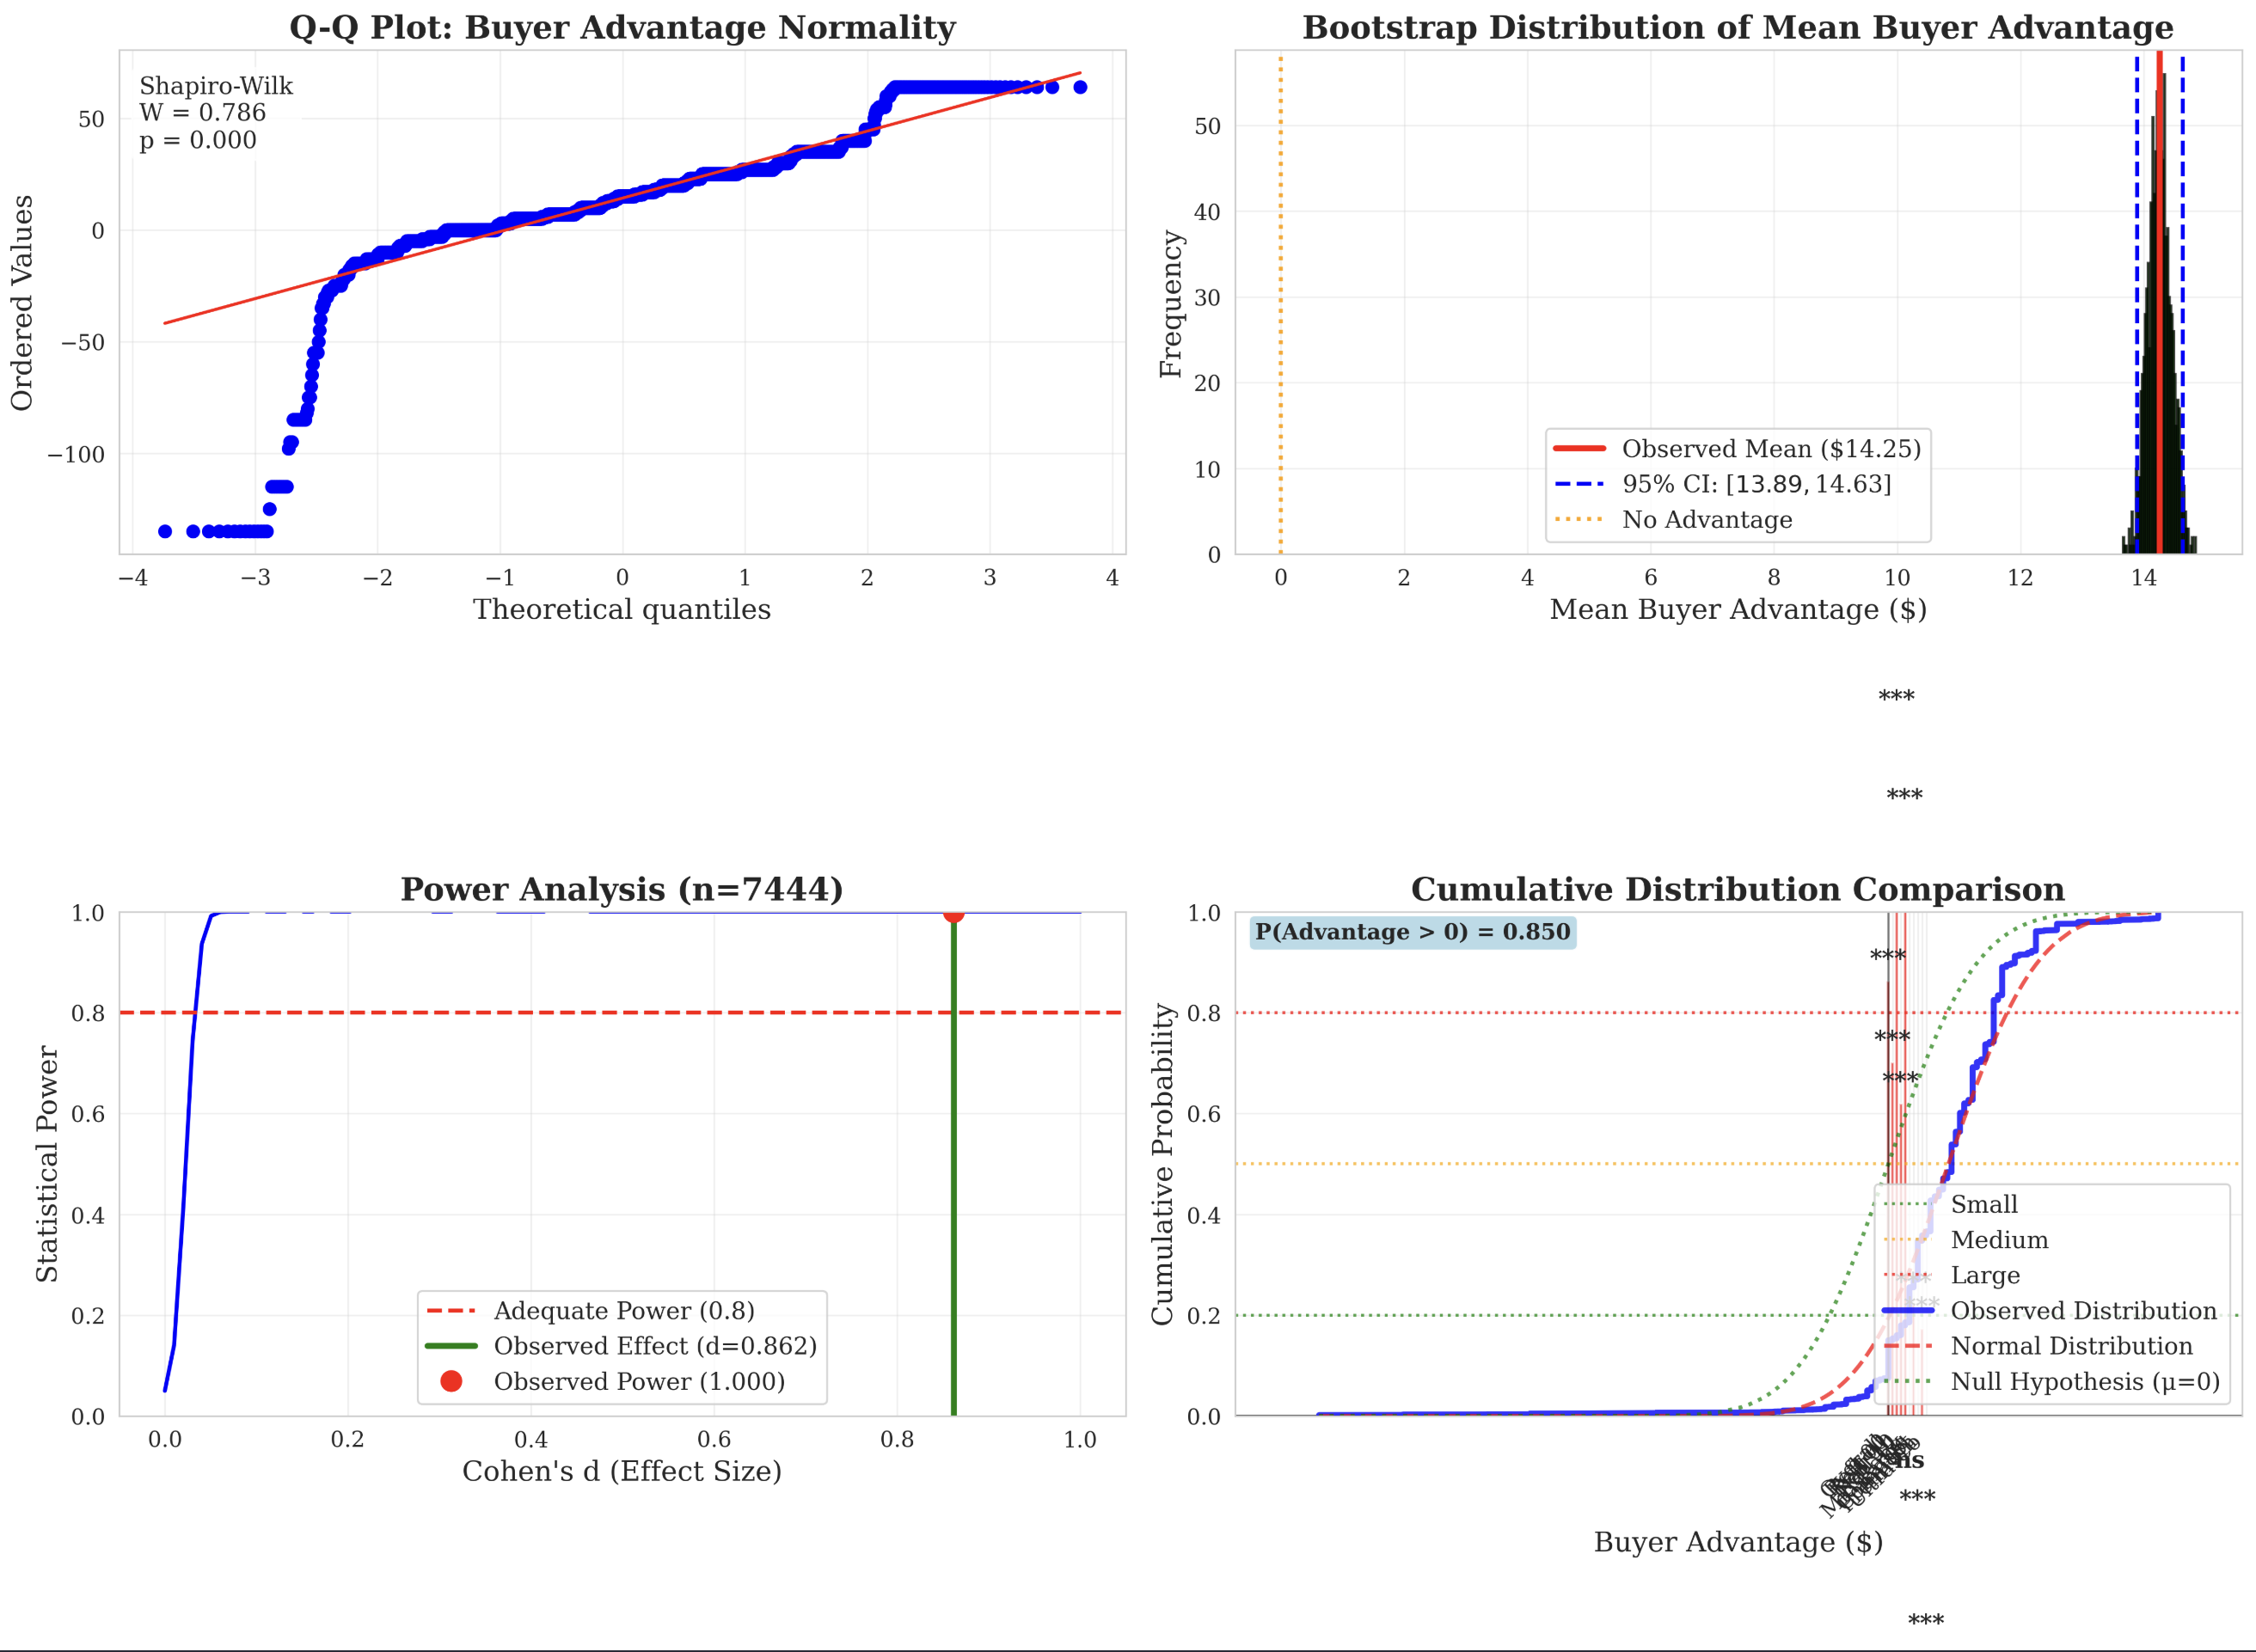 Q-Q Plot: Buyer Advantage Normality
Shapiro-Wilk
W = 0.786
p = 0.000
Ordered Values
50
0
−50
−100
−4 −3 −2 −1 0 1 2 3 4
Theoretical quantiles
Bootstrap Distribution of Mean Buyer Advantage
Frequency
50
40
30
20
10
0
Observed Mean ($14.25)
95% CI: [13.89, 14.63]
No Advantage
0 2 4 6 8 10 12 14
Mean Buyer Advantage ($)
***
***
Power Analysis (n=7444)
Statistical Power
1.0
0.8
0.6
0.4
0.2
0.0
Adequate Power (0.8)
Observed Effect (d=0.862)
Observed Power (1.000)
0.0 0.2 0.4 0.6 0.8 1.0
Cohen's d (Effect Size)
Cumulative Distribution Comparison
P(Advantage > 0) = 0.850
Cumulative Probability
1.0
0.8
0.6
0.4
0.2
0.0
***
***
***
***
***
Small
Medium
Large
Observed Distribution
Normal Distribution
Null Hypothesis (μ=0)
ns
***
Buyer Advantage ($)
***